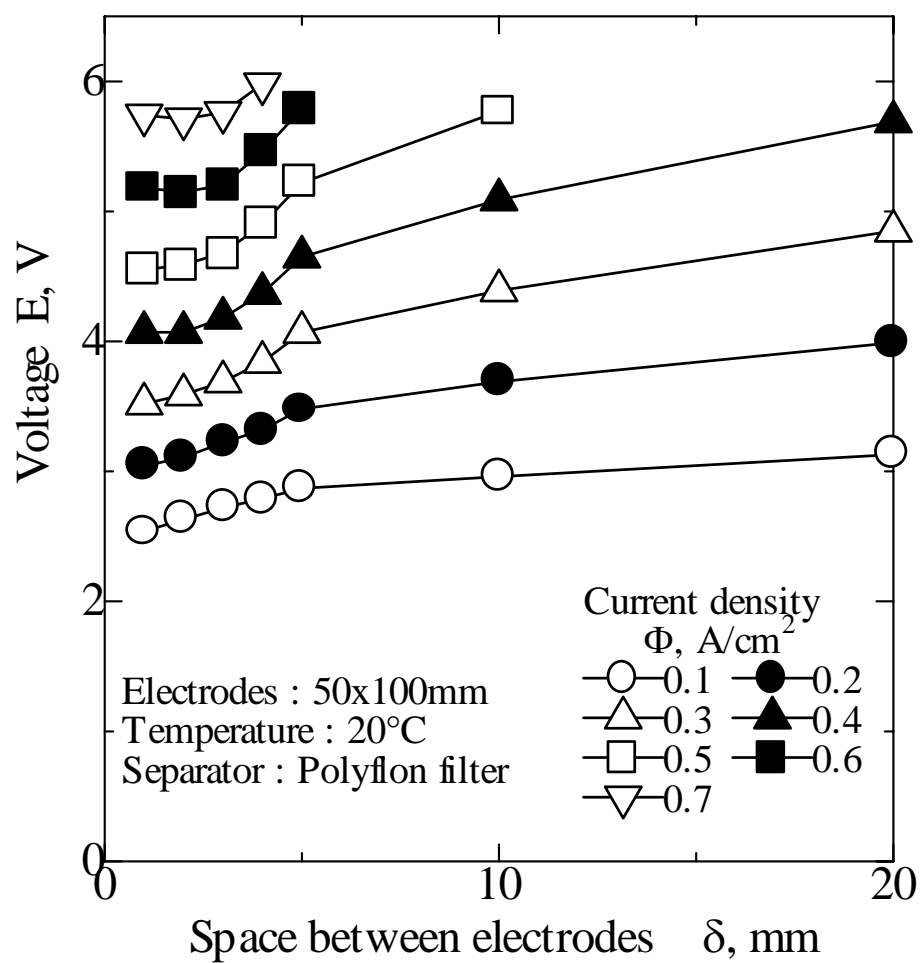 6
4
2
0
0
10
20
Voltage E, V
Space between electrodes δ, mm
Electrodes : 50x100mm
Temperature : 20°C
Separator : Polyflon filter
Current density
Φ, A/cm²
0.1 0.2
0.3 0.4
0.5 0.6
0.7